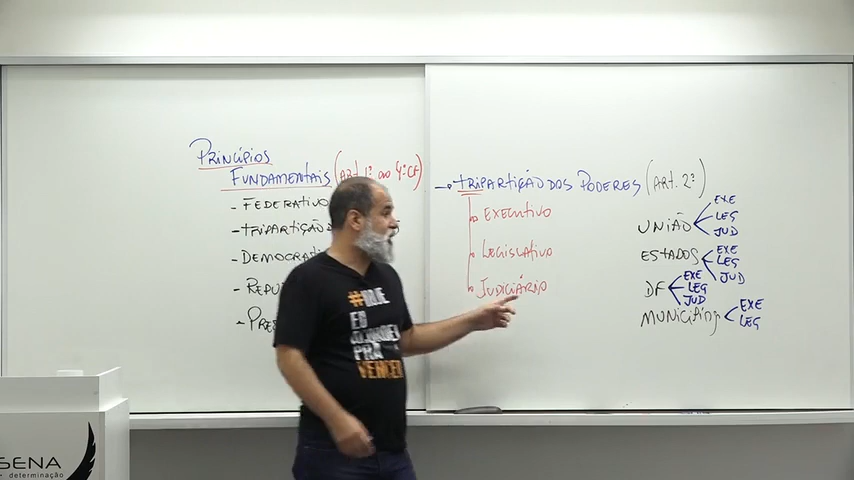 PRINCÍPIOS
FUNDAMENTAIS (ART. 1º ao 4º CF)
- FEDERATIVO
- TRIPARTIÇÃO D
- DEMOCRATI
- REPU
- PRES
→ TRIPARTIÇÃO DOS PODERES (ART. 2º)
EXECUTIVO
LEGISLATIVO
JUDICIÁRIO
UNIÃO EXE
LEG
JUD
ESTADOS EXE
LEG
JUD
DF EXE
LEG
JUD
MUNICÍPIOS EXE
LEG
#QUE
EU
PRA
VENCER
SENA
determinação